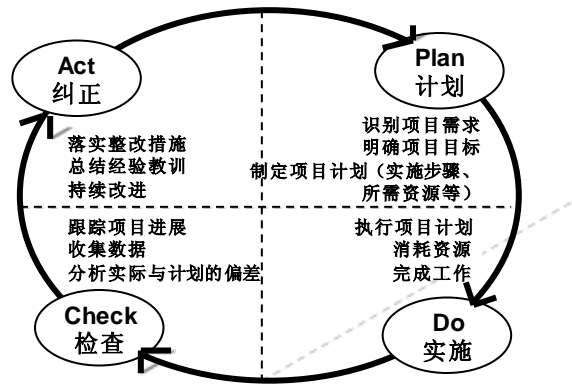 Act
纠正
Plan
计划
落实整改措施
总结经验教训
持续改进
识别项目需求
明确项目目标
制定项目计划（实施步骤、
所需资源等）
跟踪项目进展
收集数据
分析实际与计划的偏差
执行项目计划
消耗资源
完成工作
Check
检查
Do
实施